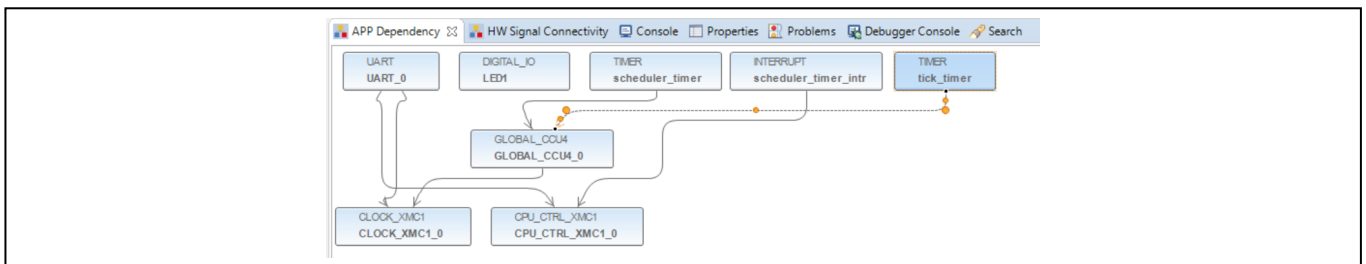 APP Dependency HW Signal Connectivity Console Properties Problems Debugger Console Search
UART DIGITAL_IO TIMER INTERRUPT TIMER
UART_0 LED1 scheduler_timer scheduler_timer_intr tick_timer
GLOBAL_CCU4
GLOBAL_CCU4_0
CLOCK_XMC1 CPU_CTRL_XMC1
CLOCK_XMC1_0 CPU_CTRL_XMC1_0